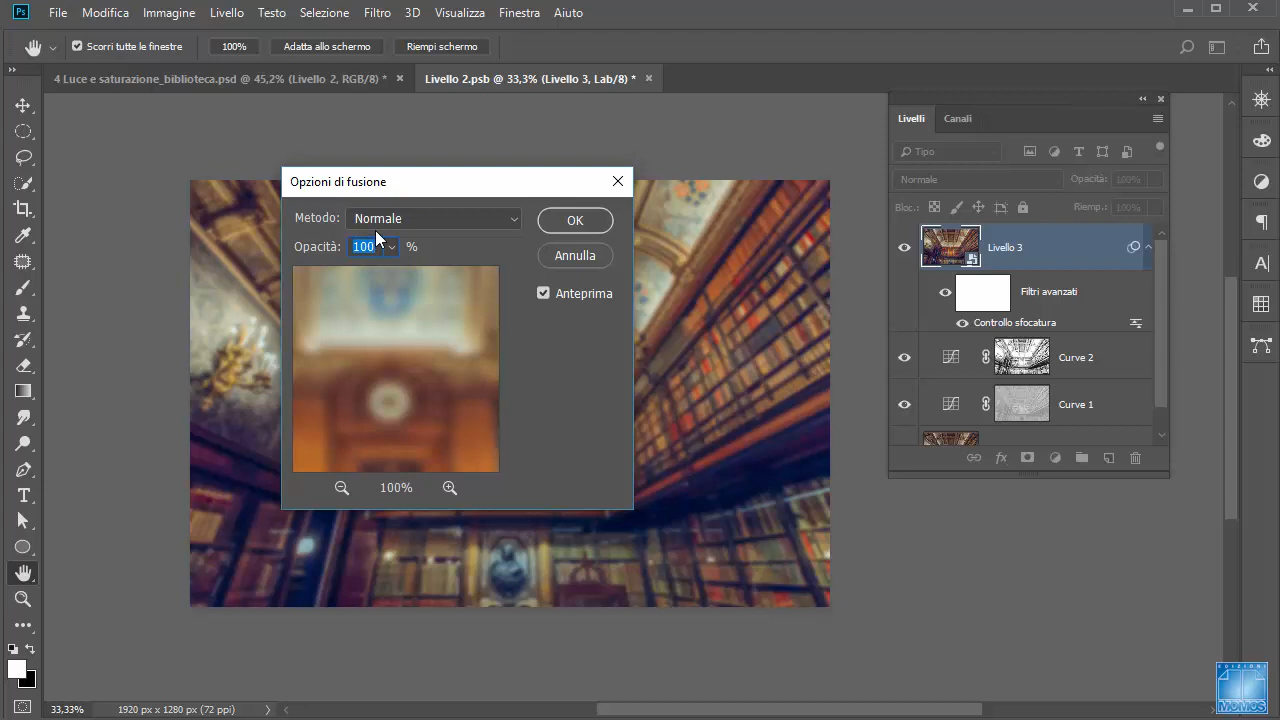 Ps File Modifica Immagine Livello Testo Selezione Filtro 3D Visualizza Finestra Aiuto
Scorri tutte le finestre 100% Adatta allo schermo Riempi schermo
4 Luce e saturazione_biblioteca.psd @ 45,2% (Livello 2, RGB/8) *
Livello 2.psb @ 33,3% (Livello 3, Lab/8) *
Opzioni di fusione
Metodo: Normale
Opacità: 100 %
OK
Annulla
Anteprima
100%
Livelli Canali
Tipo
Normale Opacità: 100%
Bloc.: Riemp.: 100%
Livello 3
Filtri avanzati
Controllo sfocatura
Curve 2
Curve 1
fx
33,33% 1920 px x 1280 px (72 ppi)
EDIZIONI
MOMOS